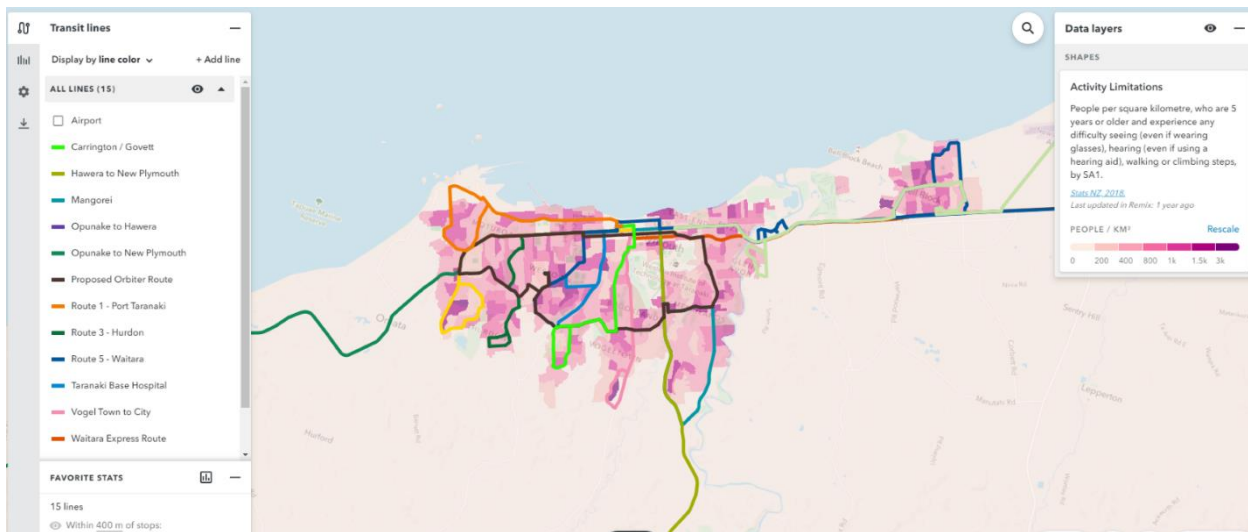 Transit lines
Display by line color
+ Add line
ALL LINES (15)
Airport
Carrington / Govett
Hawera to New Plymouth
Mangorei
Opunake to Hawera
Opunake to New Plymouth
Proposed Orbiter Route
Route 1 - Port Taranaki
Route 3 - Hurdon
Route 5 - Waitara
Taranaki Base Hospital
Vogel Town to City
Waitara Express Route
FAVORITE STATS
15 lines
Within 400 m of stops:
Omata
Hurford
Lepperton
Data layers
SHAPES
Activity Limitations
People per square kilometre, who are 5
years or older and experience any
difficulty seeing (even if wearing
glasses), hearing (even if using a
hearing aid), walking or climbing steps,
by SA1.
Stats NZ, 2018.
Last updated in Remix: 1 year ago
PEOPLE / KM²
Rescale
0 200 400 800 1k 1.5k 3k